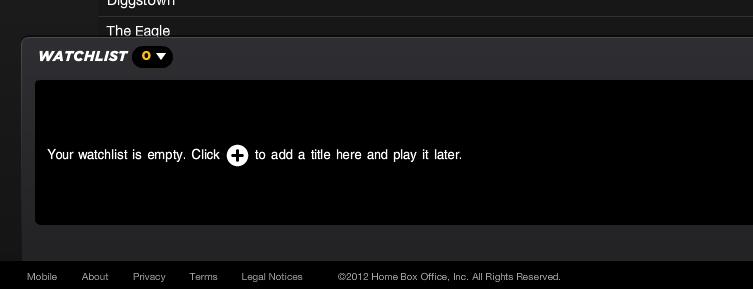 Diggstown
The Eagle
WATCHLIST 0
Your watchlist is empty. Click + to add a title here and play it later.
Mobile About Privacy Terms Legal Notices ©2012 Home Box Office, Inc. All Rights Reserved.